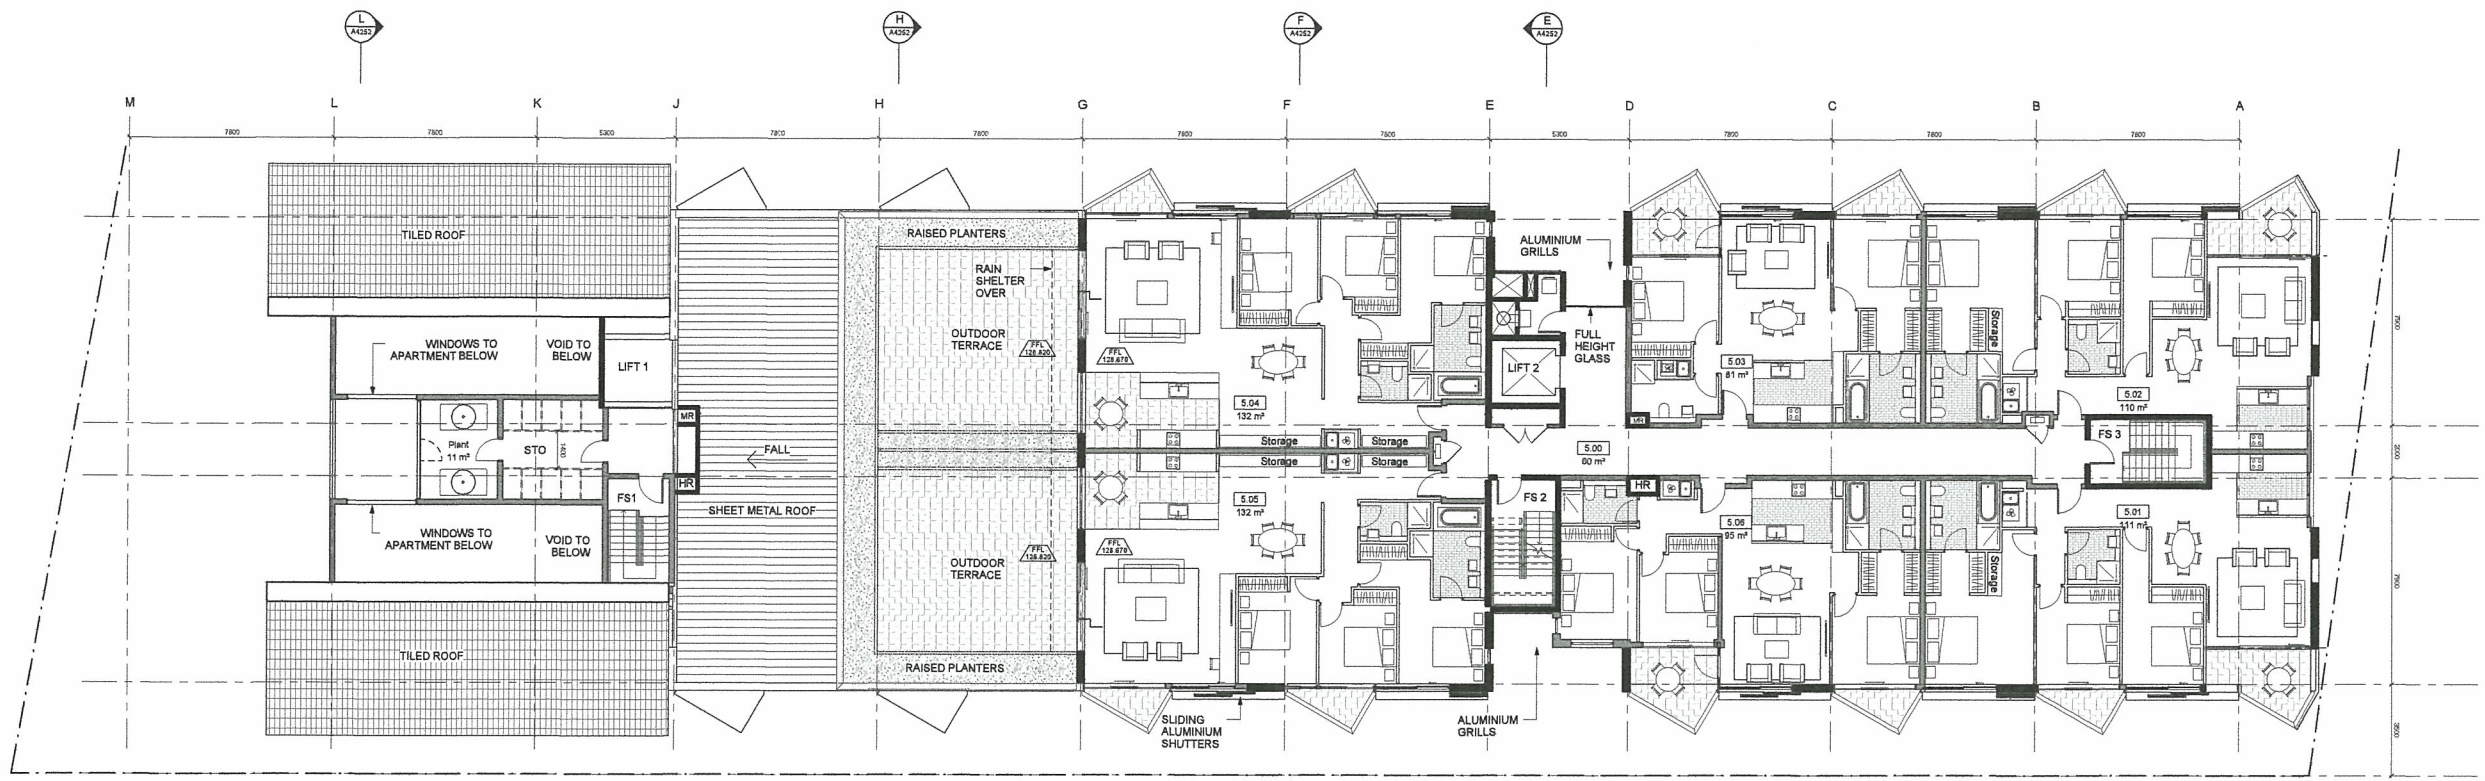 L
A4252
H
A4252
F
A4252
E
A4252
M
L
K
J
H
G
F
E
D
C
B
A
7800
7800
5300
7800
7800
7800
7800
5300
7800
7800
7800
TILED ROOF
RAISED PLANTERS
RAIN
SHELTER
OVER
ALUMINIUM
GRILLS
FULL
HEIGHT
GLASS
WINDOWS TO
APARTMENT BELOW
VOID TO
BELOW
LIFT 1
OUTDOOR
TERRACE
FFL
128.820
FFL
128.670
LIFT 2
5.03
81 m²
Storage
5.02
110 m²
5.04
132 m²
MR
MR
Plant
11 m²
STO
1400
FALL
Storage
Storage
Storage
Storage
5.00
60 m²
FS 3
HR
HR
FS1
SHEET METAL ROOF
5.05
132 m²
FS 2
5.06
95 m²
5.01
111 m²
WINDOWS TO
APARTMENT BELOW
VOID TO
BELOW
FFL
128.820
FFL
128.670
OUTDOOR
TERRACE
Storage
TILED ROOF
RAISED PLANTERS
SLIDING
ALUMINIUM
SHUTTERS
ALUMINIUM
GRILLS
7900
2000
7900